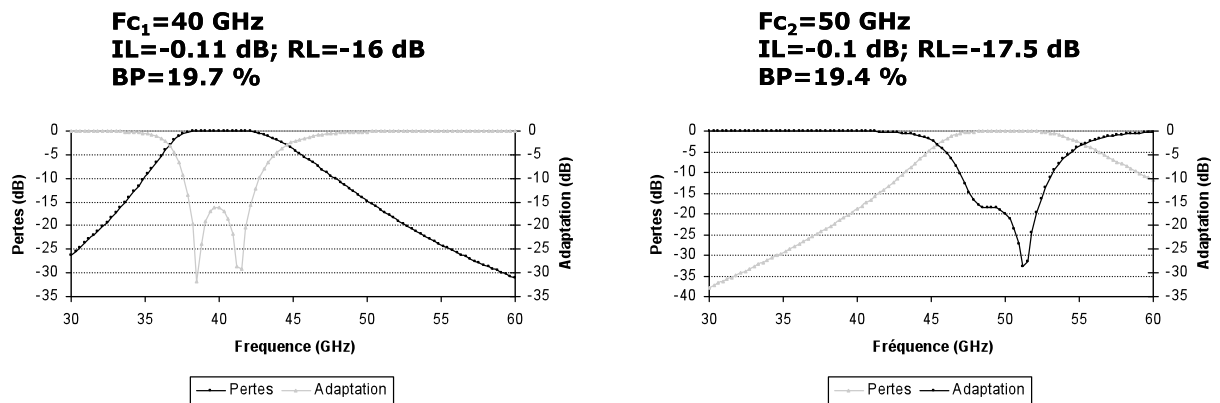 Fc1=40 GHz
IL=-0.11 dB; RL=-16 dB
BP=19.7 %
0
-5
-10
-15
-20
-25
-30
-35
Pertes (dB)
0
-5
-10
-15
-20
-25
-30
-35
Adaptation (dB)
30 35 40 45 50 55 60
Frequence (GHz)
Pertes Adaptation
Fc2=50 GHz
IL=-0.1 dB; RL=-17.5 dB
BP=19.4 %
0
-5
-10
-15
-20
-25
-30
-35
-40
Pertes (dB)
0
-5
-10
-15
-20
-25
-30
-35
Adaptation (dB)
30 35 40 45 50 55 60
Fréquence (GHz)
Pertes Adaptation